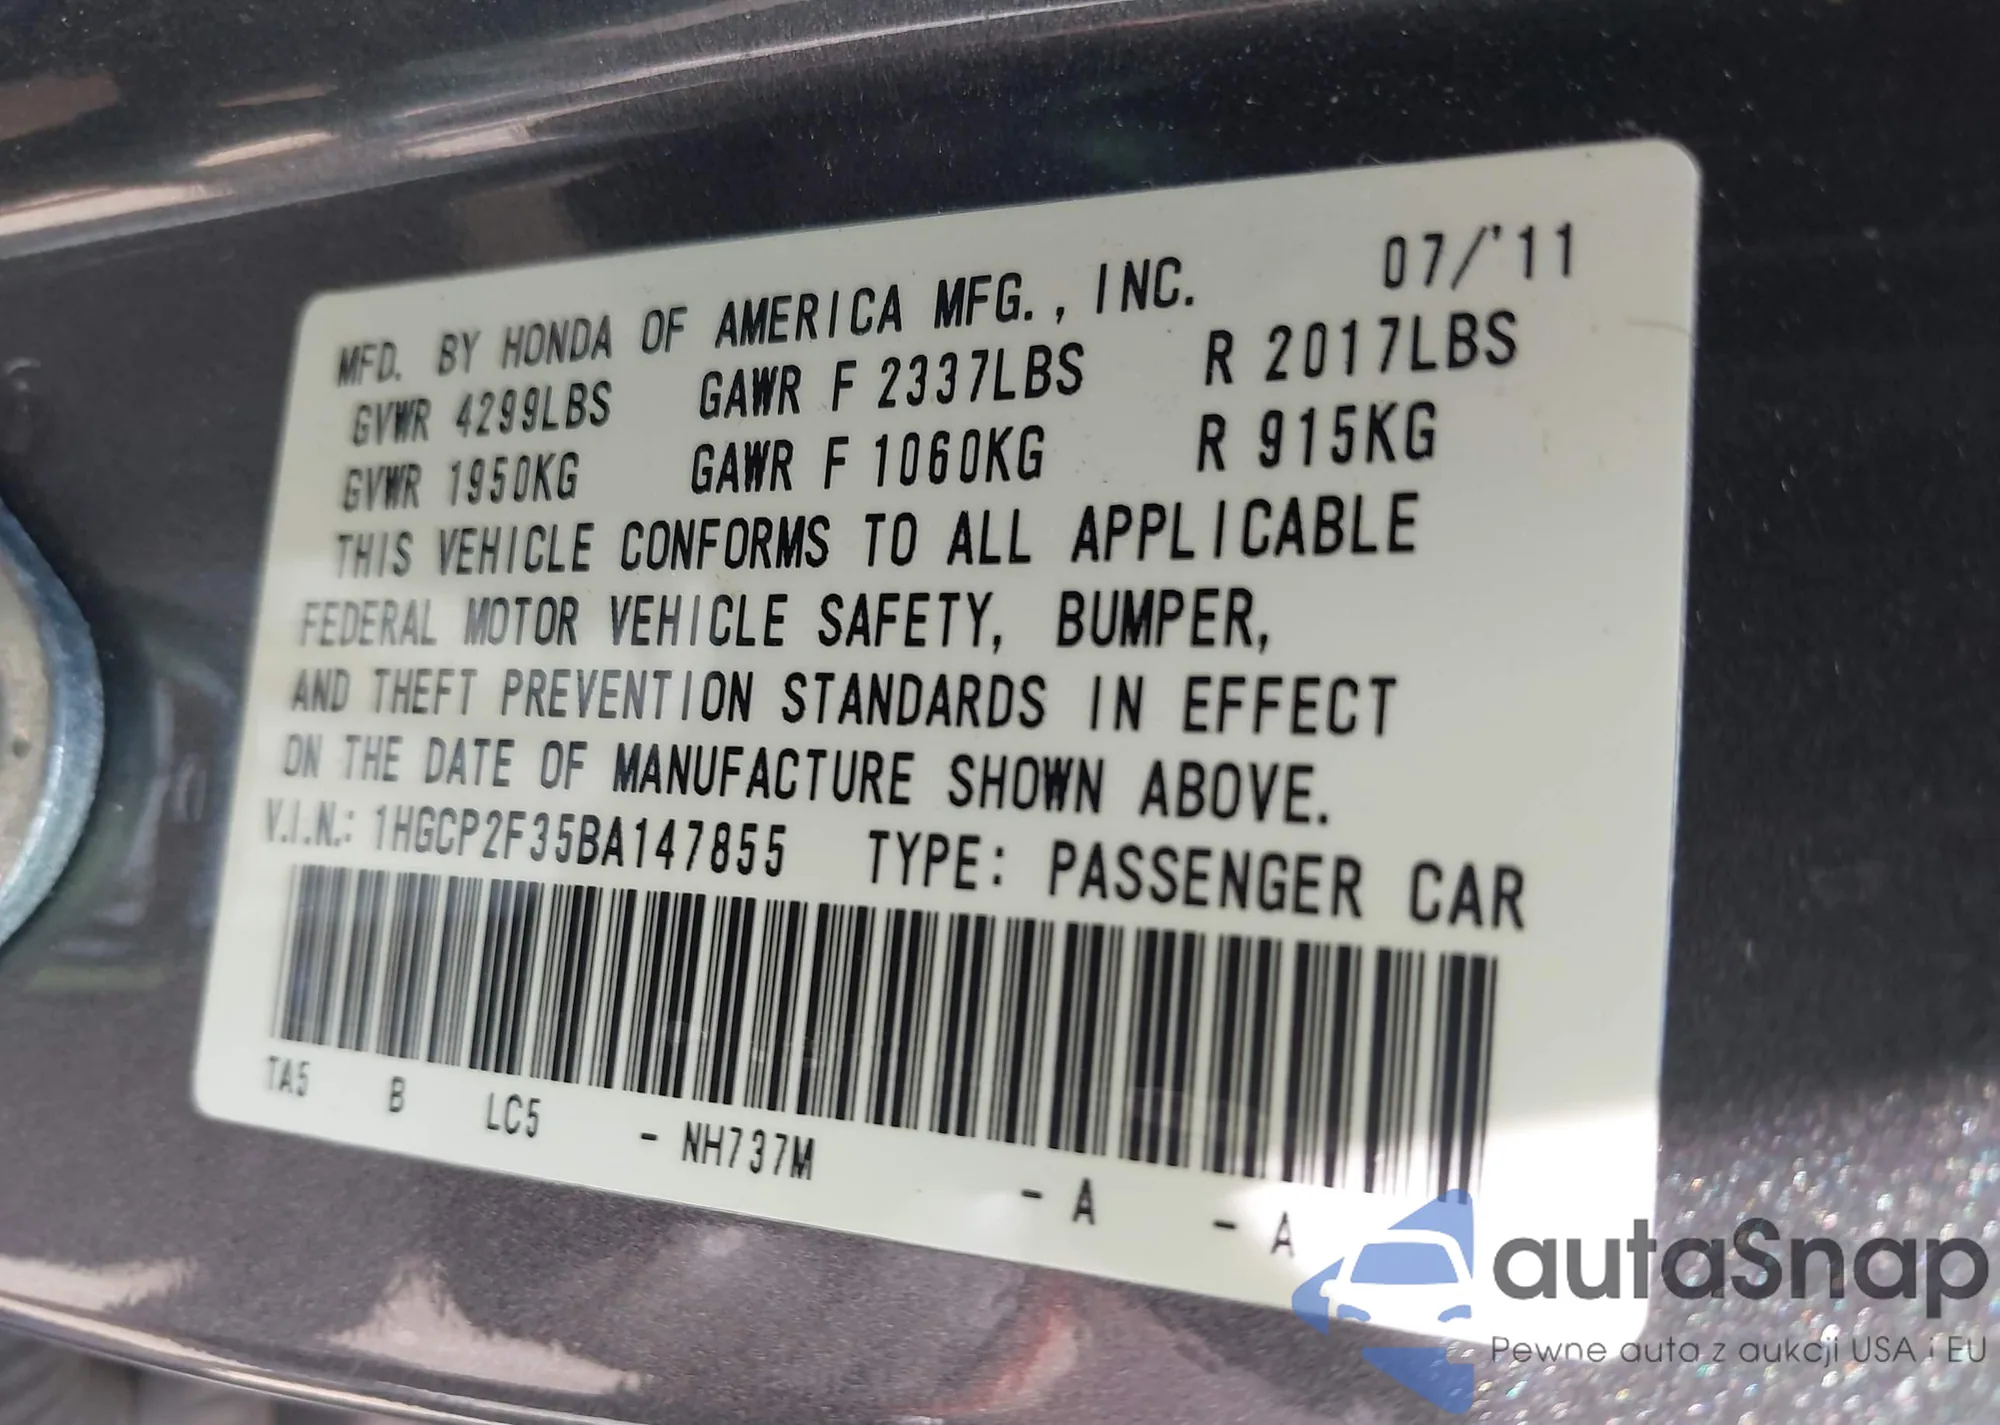 MFD. BY HONDA OF AMERICA MFG., INC. 07/'11
GVWR 4299LBS GAWR F 2337LBS R 2017LBS
GVWR 1950KG GAWR F 1060KG R 915KG
THIS VEHICLE CONFORMS TO ALL APPLICABLE
FEDERAL MOTOR VEHICLE SAFETY, BUMPER,
AND THEFT PREVENTION STANDARDS IN EFFECT
ON THE DATE OF MANUFACTURE SHOWN ABOVE.
V.I.N.: 1HGCP2F35BA147855 TYPE: PASSENGER CAR
TA5 B LC5 - NH737M - A - A
autaSnap
Pewne auta z aukcji USA i EU